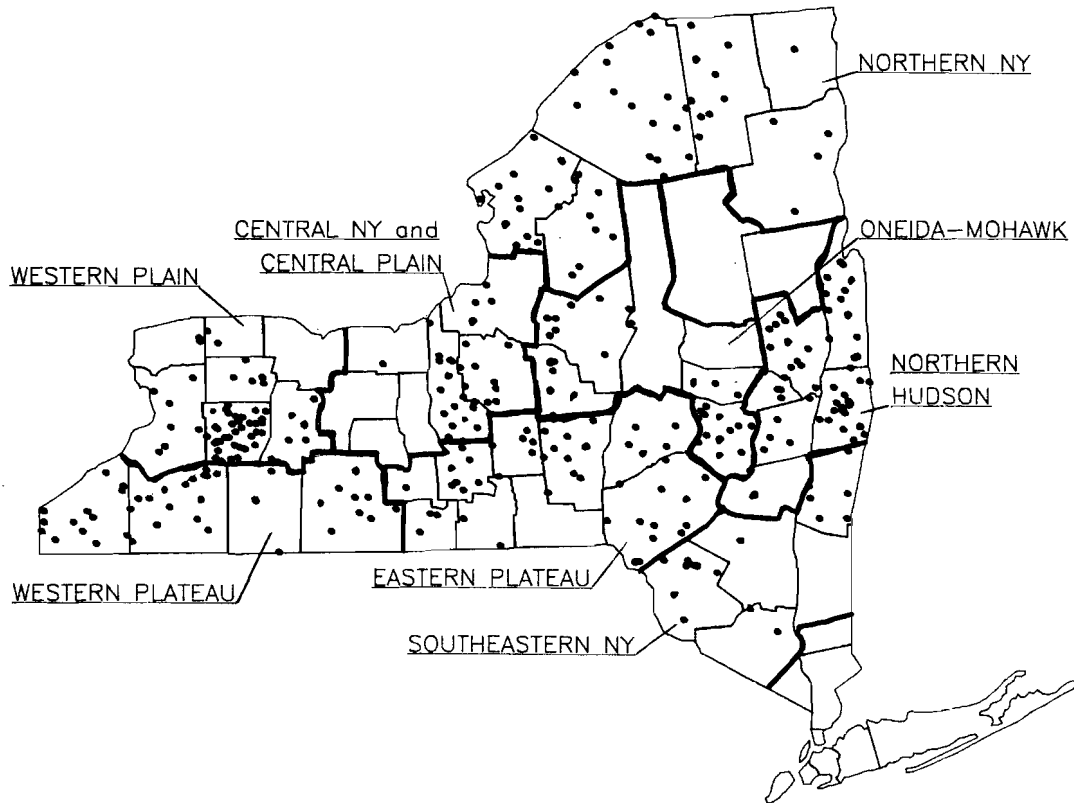 NORTHERN NY
CENTRAL NY and
CENTRAL PLAIN
ONEIDA-MOHAWK
WESTERN PLAIN
NORTHERN
HUDSON
WESTERN PLATEAU
EASTERN PLATEAU
SOUTHEASTERN NY